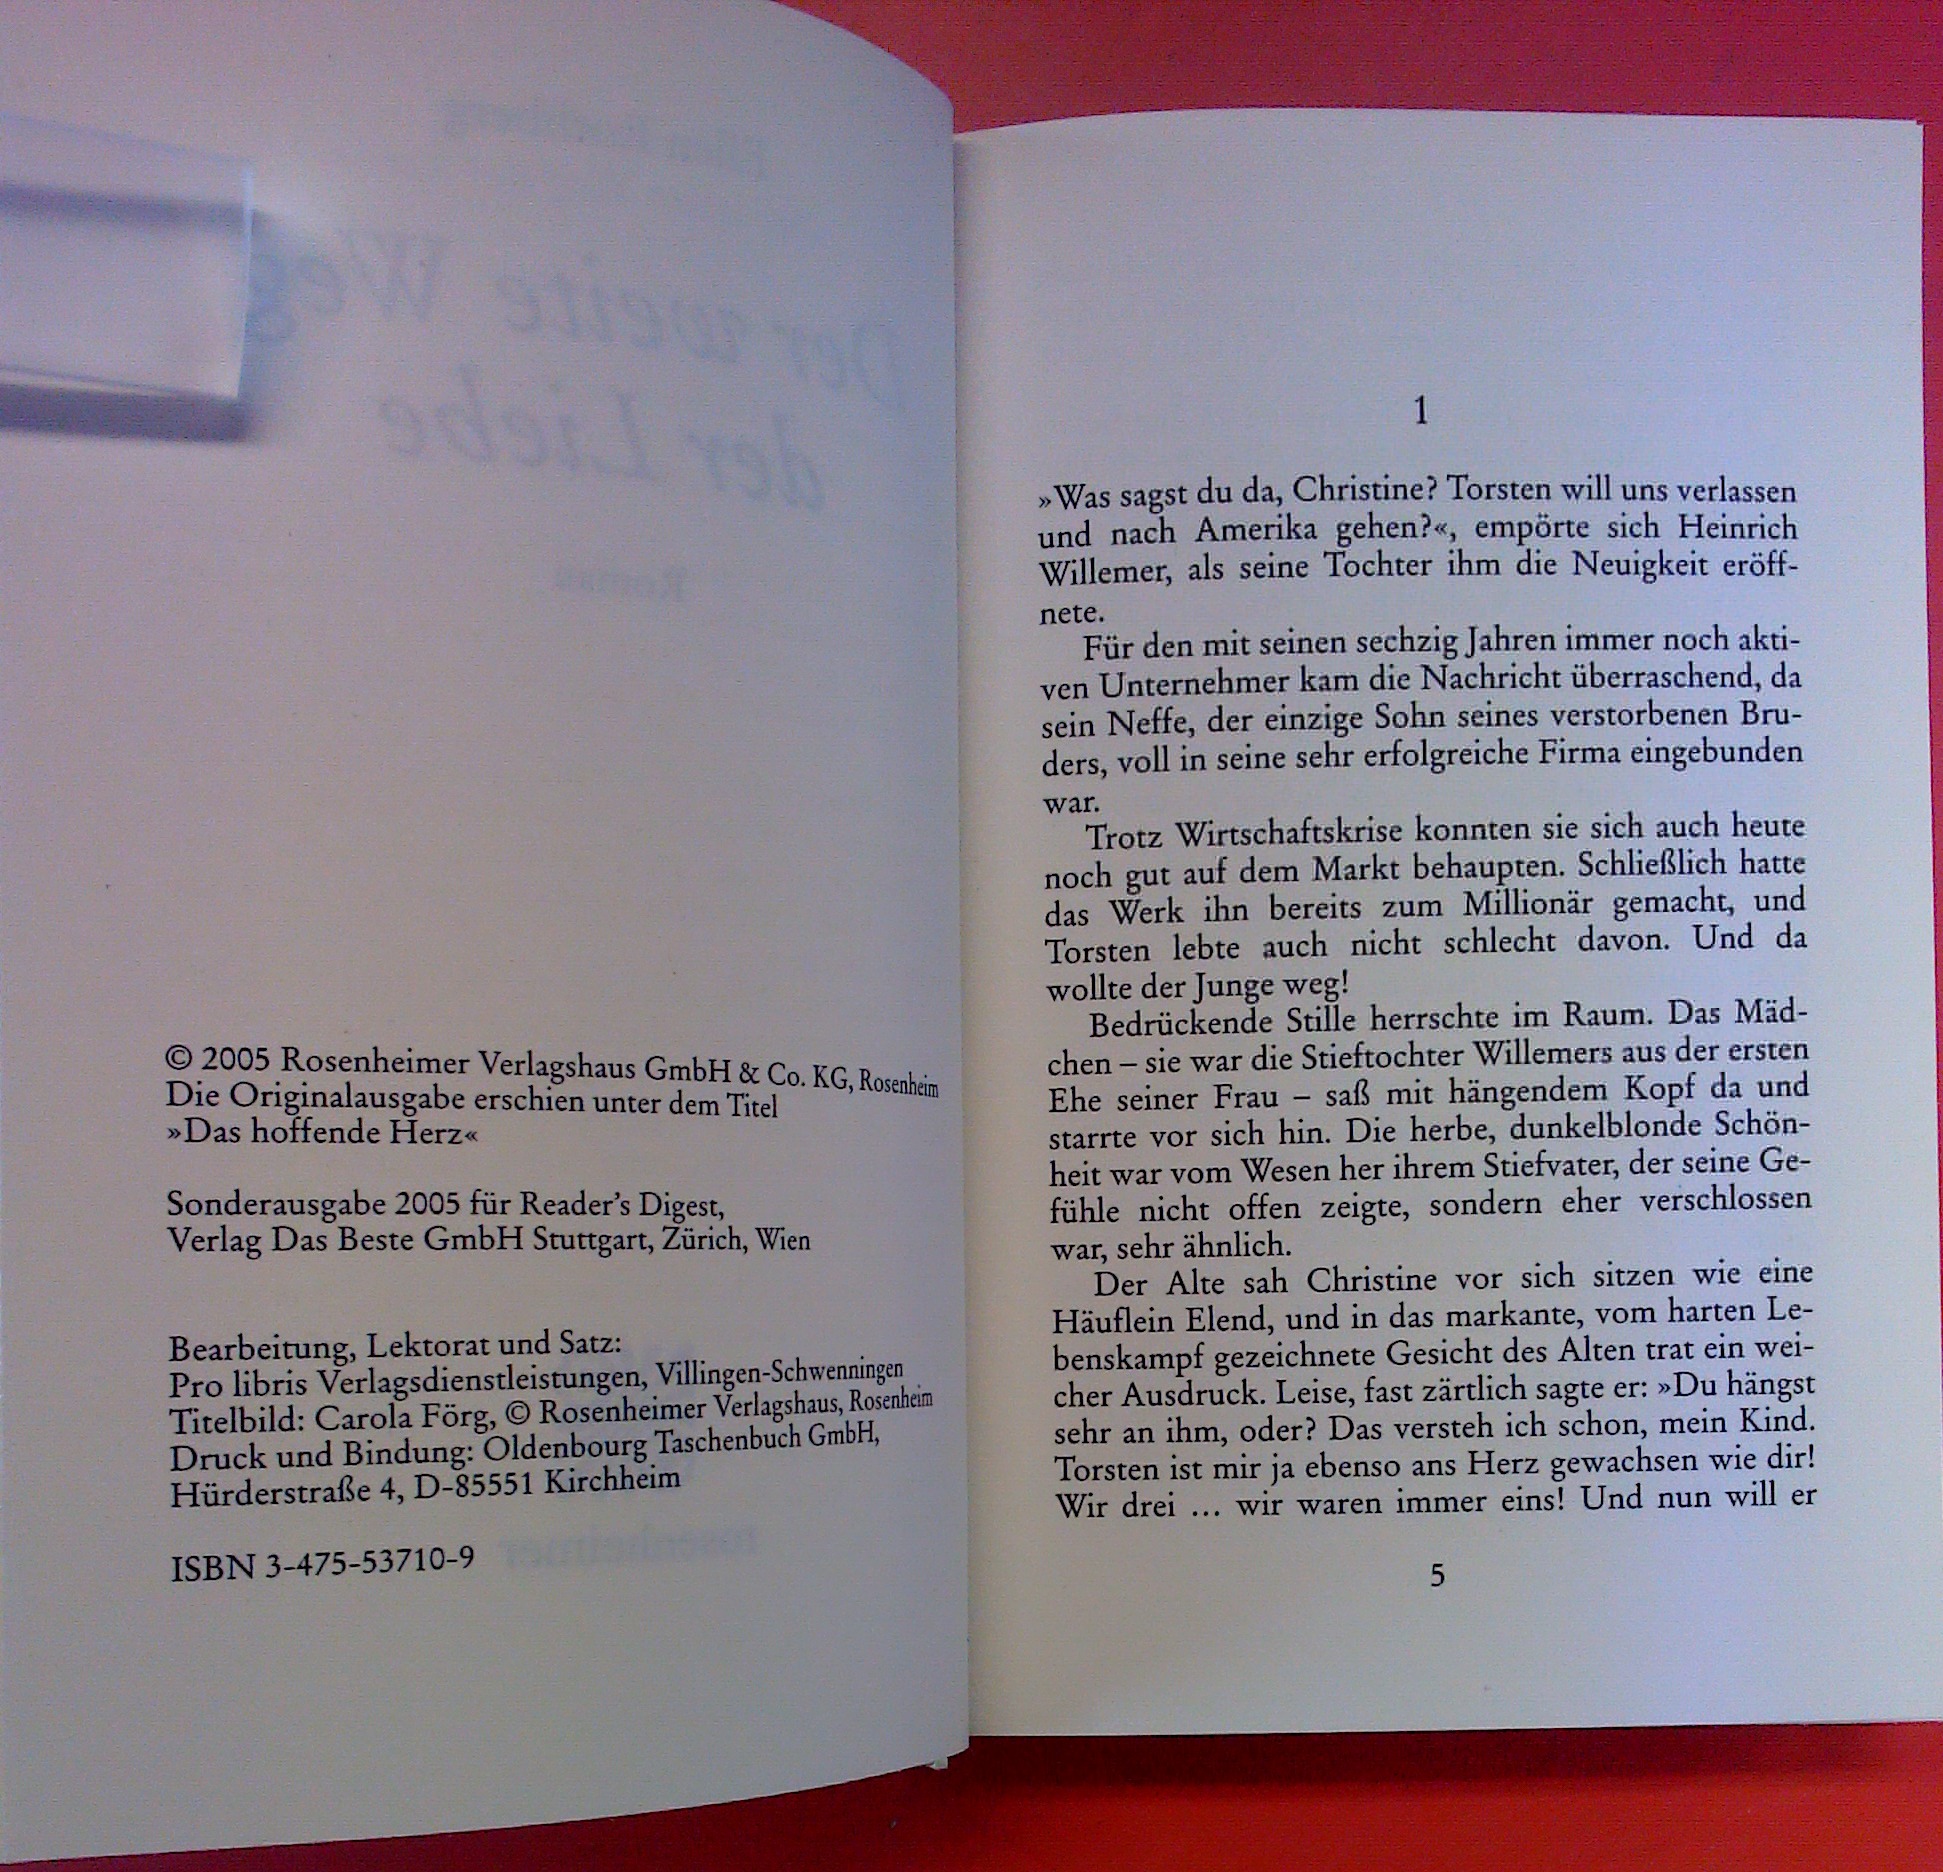 © 2005 Rosenheimer Verlagshaus GmbH & Co. KG, Rosenheim
Die Originalausgabe erschien unter dem Titel
»Das hoffende Herz«
Sonderausgabe 2005 für Reader's Digest,
Verlag Das Beste GmbH Stuttgart, Zürich, Wien
Bearbeitung, Lektorat und Satz:
Pro libris Verlagsdienstleistungen, Villingen-Schwenningen
Titelbild: Carola Förg, © Rosenheimer Verlagshaus, Rosenheim
Druck und Bindung: Oldenbourg Taschenbuch GmbH,
Hürderstraße 4, D-85551 Kirchheim
ISBN 3-475-53710-9
Der weite Weg
der Liebe
Roman
rosenheimer
1
»Was sagst du da, Christine? Torsten will uns verlassen
und nach Amerika gehen?«, empörte sich Heinrich
Willemer, als seine Tochter ihm die Neuigkeit eröff-
nete.
Für den mit seinen sechzig Jahren immer noch akti-
ven Unternehmer kam die Nachricht überraschend, da
sein Neffe, der einzige Sohn seines verstorbenen Bru-
ders, voll in seine sehr erfolgreiche Firma eingebunden
war.
Trotz Wirtschaftskrise konnten sie sich auch heute
noch gut auf dem Markt behaupten. Schließlich hatte
das Werk ihn bereits zum Millionär gemacht, und
Torsten lebte auch nicht schlecht davon. Und da
wollte der Junge weg!
Bedrückende Stille herrschte im Raum. Das Mäd-
chen – sie war die Stieftochter Willemers aus der ersten
Ehe seiner Frau – saß mit hängendem Kopf da und
starrte vor sich hin. Die herbe, dunkelblonde Schön-
heit war vom Wesen her ihrem Stiefvater, der seine Ge-
fühle nicht offen zeigte, sondern eher verschlossen
war, sehr ähnlich.
Der Alte sah Christine vor sich sitzen wie eine
Häuflein Elend, und in das markante, vom harten Le-
benskampf gezeichnete Gesicht des Alten trat ein wei-
cher Ausdruck. Leise, fast zärtlich sagte er: »Du hängst
sehr an ihm, oder? Das versteh ich schon, mein Kind.
Torsten ist mir ja ebenso ans Herz gewachsen wie dir!
Wir drei … wir waren immer eins! Und nun will er
5